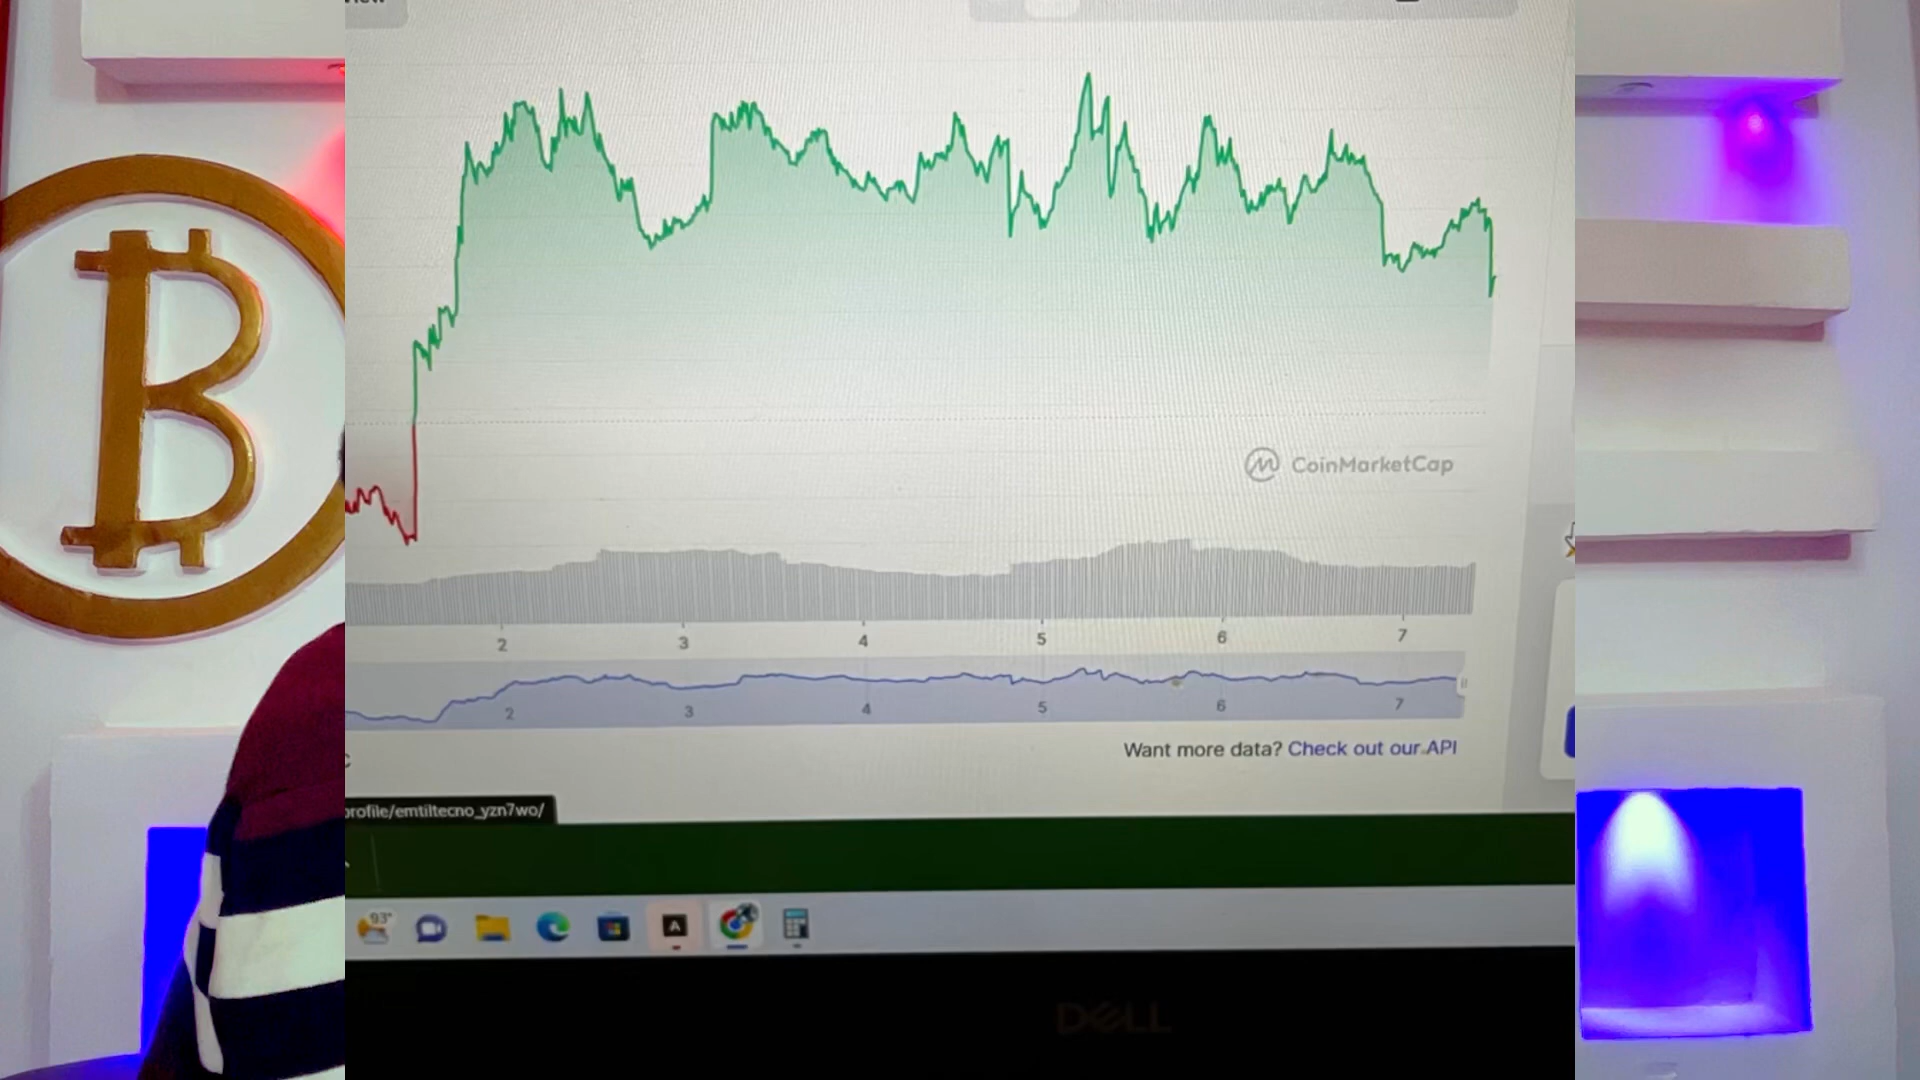 CoinMarketCap
2 3 4 5 6 7
2 3 4 5 6 7
Want more data? Check out our API
profile/emtiltecno_yzn7wo/
93°
A
DELL